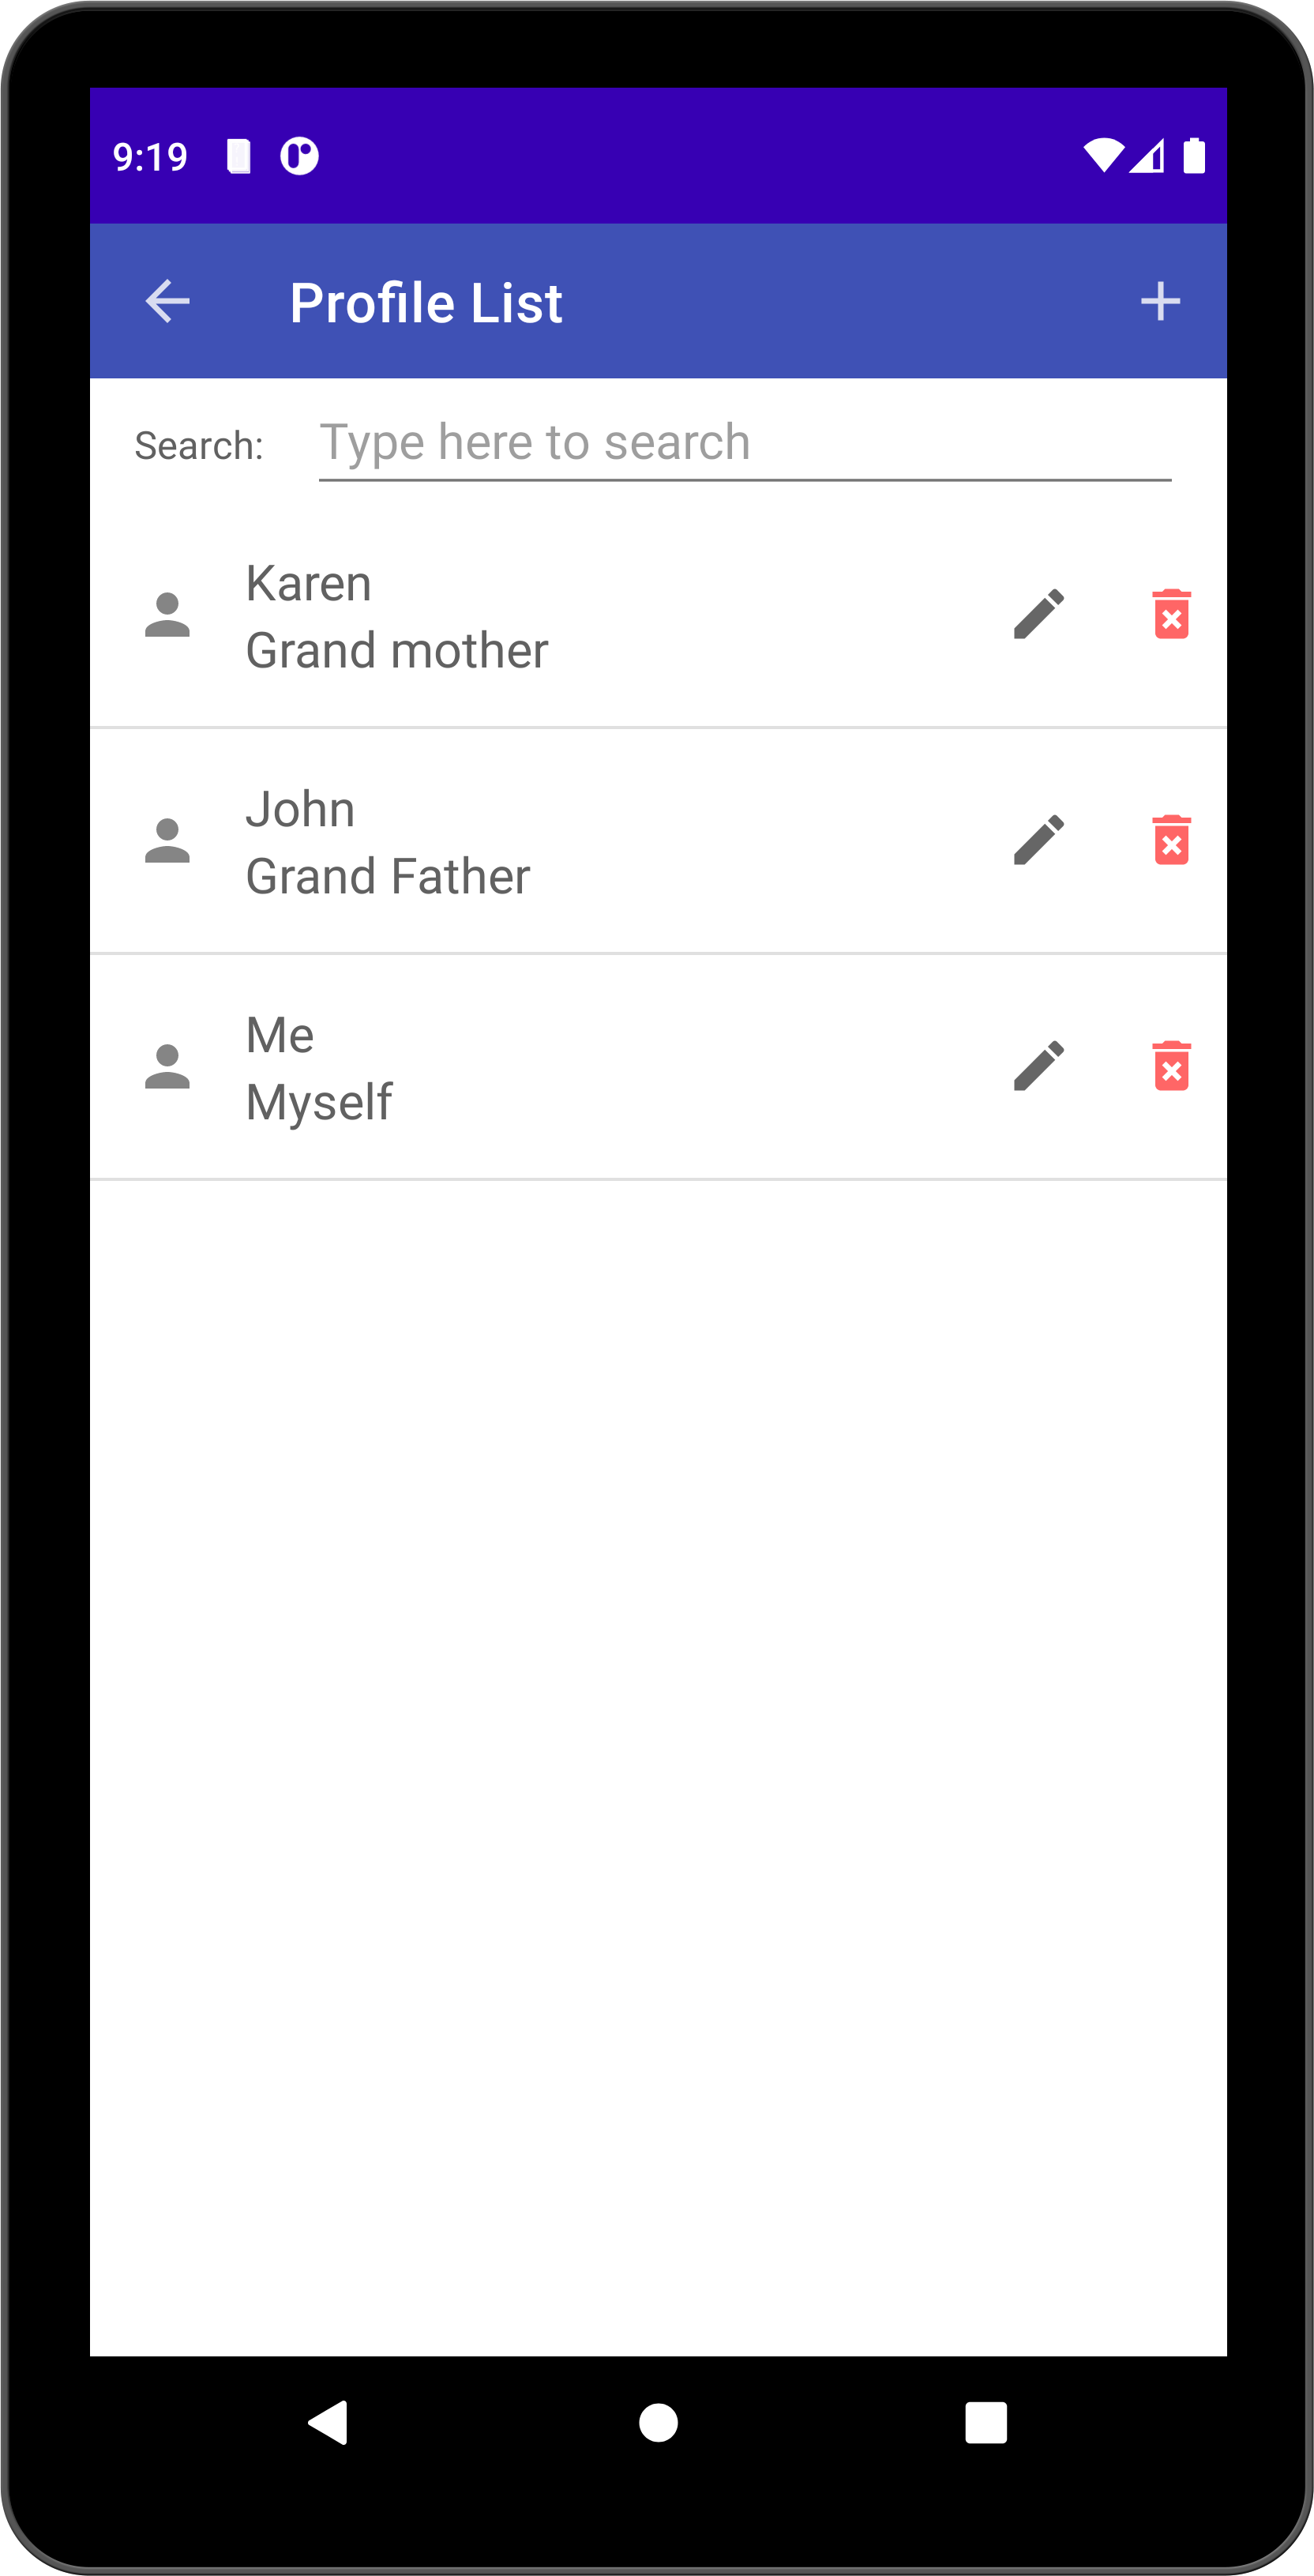 9:19
Profile List
Search: Type here to search
Karen
Grand mother
John
Grand Father
Me
Myself